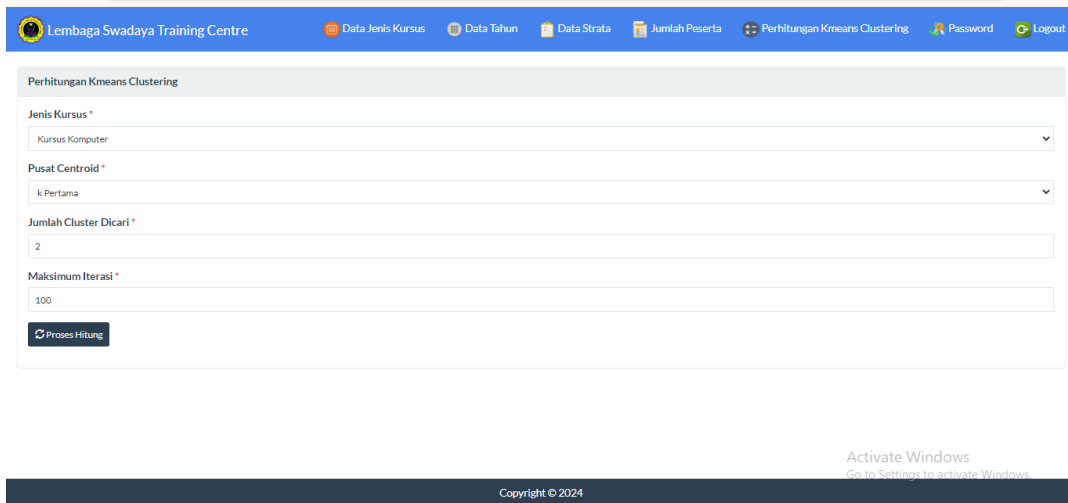 Lembaga Swadaya Training Centre Data Jenis Kursus Data Tahun Data Strata Jumlah Peserta Perhitungan Kmeans Clustering Password Logout
Perhitungan Kmeans Clustering
Jenis Kursus *
Kursus Komputer
Pusat Centroid *
k Pertama
Jumlah Cluster Dicari *
2
Maksimum Iterasi *
100
Proses Hitung
Activate Windows
Go to Settings to activate Windows.
Copyright © 2024